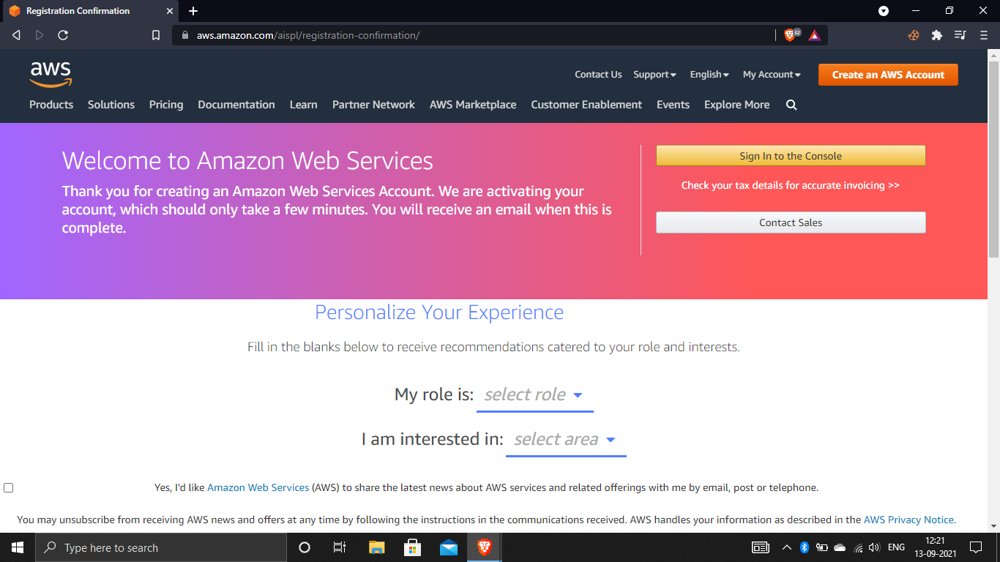 Registration Confirmation
aws.amazon.com/aispl/registration-confirmation/
32
aws
Contact Us Support English My Account Create an AWS Account
Products Solutions Pricing Documentation Learn Partner Network AWS Marketplace Customer Enablement Events Explore More
Welcome to Amazon Web Services
Thank you for creating an Amazon Web Services Account. We are activating your
account, which should only take a few minutes. You will receive an email when this is
complete.
Sign In to the Console
Check your tax details for accurate invoicing >>
Contact Sales
Personalize Your Experience
Fill in the blanks below to receive recommendations catered to your role and interests.
My role is: select role
I am interested in: select area
Yes, I'd like Amazon Web Services (AWS) to share the latest news about AWS services and related offerings with me by email, post or telephone.
You may unsubscribe from receiving AWS news and offers at any time by following the instructions in the communications received. AWS handles your information as described in the AWS Privacy Notice.
Type here to search
ENG
12:21
13-09-2021